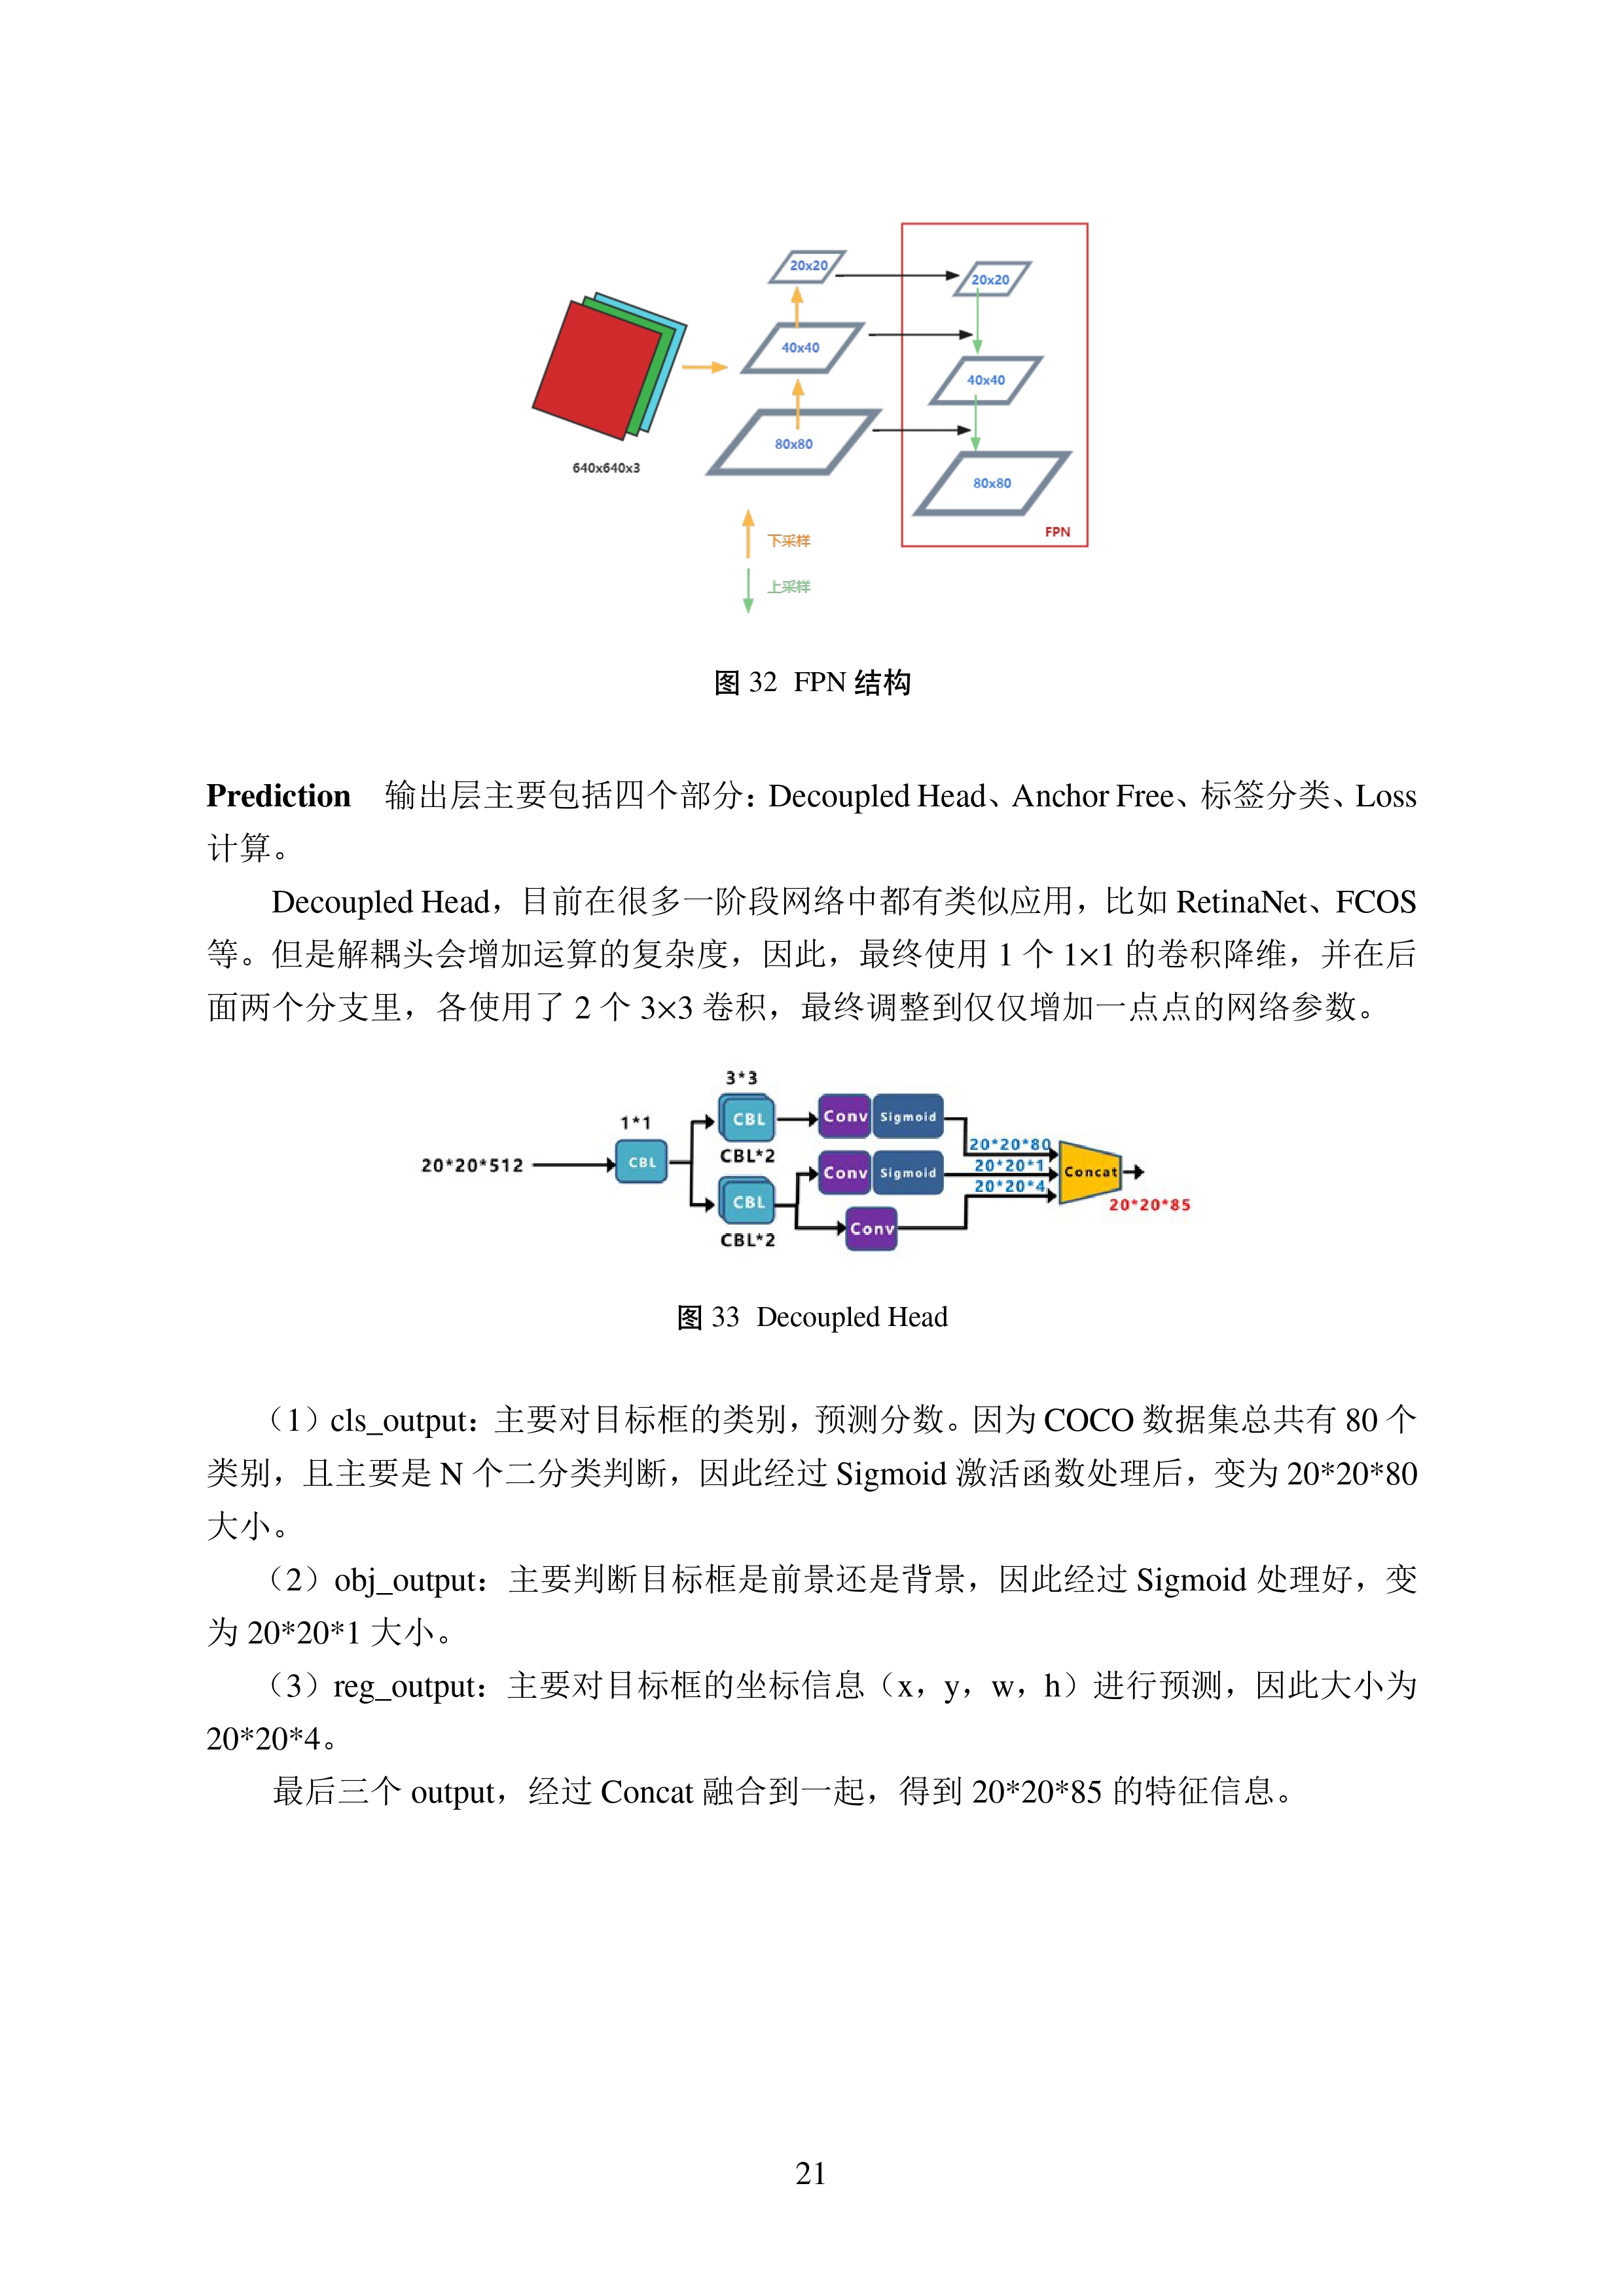 20x20
20x20
40x40
40x40
80x80
80x80
640x640x3
FPN
下采样
上采样
图 32 FPN 结构
Prediction 输出层主要包括四个部分：Decoupled Head、Anchor Free、标签分类、Loss
计算。
Decoupled Head，目前在很多一阶段网络中都有类似应用，比如 RetinaNet、FCOS
等。但是解耦头会增加运算的复杂度，因此，最终使用 1 个 1×1 的卷积降维，并在后
面两个分支里，各使用了 2 个 3×3 卷积，最终调整到仅仅增加一点点的网络参数。
3*3
1*1
CBL
Conv Sigmoid
20*20*80
CBL*2
20*20*512
CBL
Conv Sigmoid
20*20*1
Concat
20*20*4
CBL
20*20*85
Conv
CBL*2
图 33 Decoupled Head
（1）cls_output：主要对目标框的类别，预测分数。因为 COCO 数据集总共有 80 个
类别，且主要是 N 个二分类判断，因此经过 Sigmoid 激活函数处理后，变为 20*20*80
大小。
（2）obj_output：主要判断目标框是前景还是背景，因此经过 Sigmoid 处理好，变
为 20*20*1 大小。
（3）reg_output：主要对目标框的坐标信息（x，y，w，h）进行预测，因此大小为
20*20*4。
最后三个 output，经过 Concat 融合到一起，得到 20*20*85 的特征信息。
21